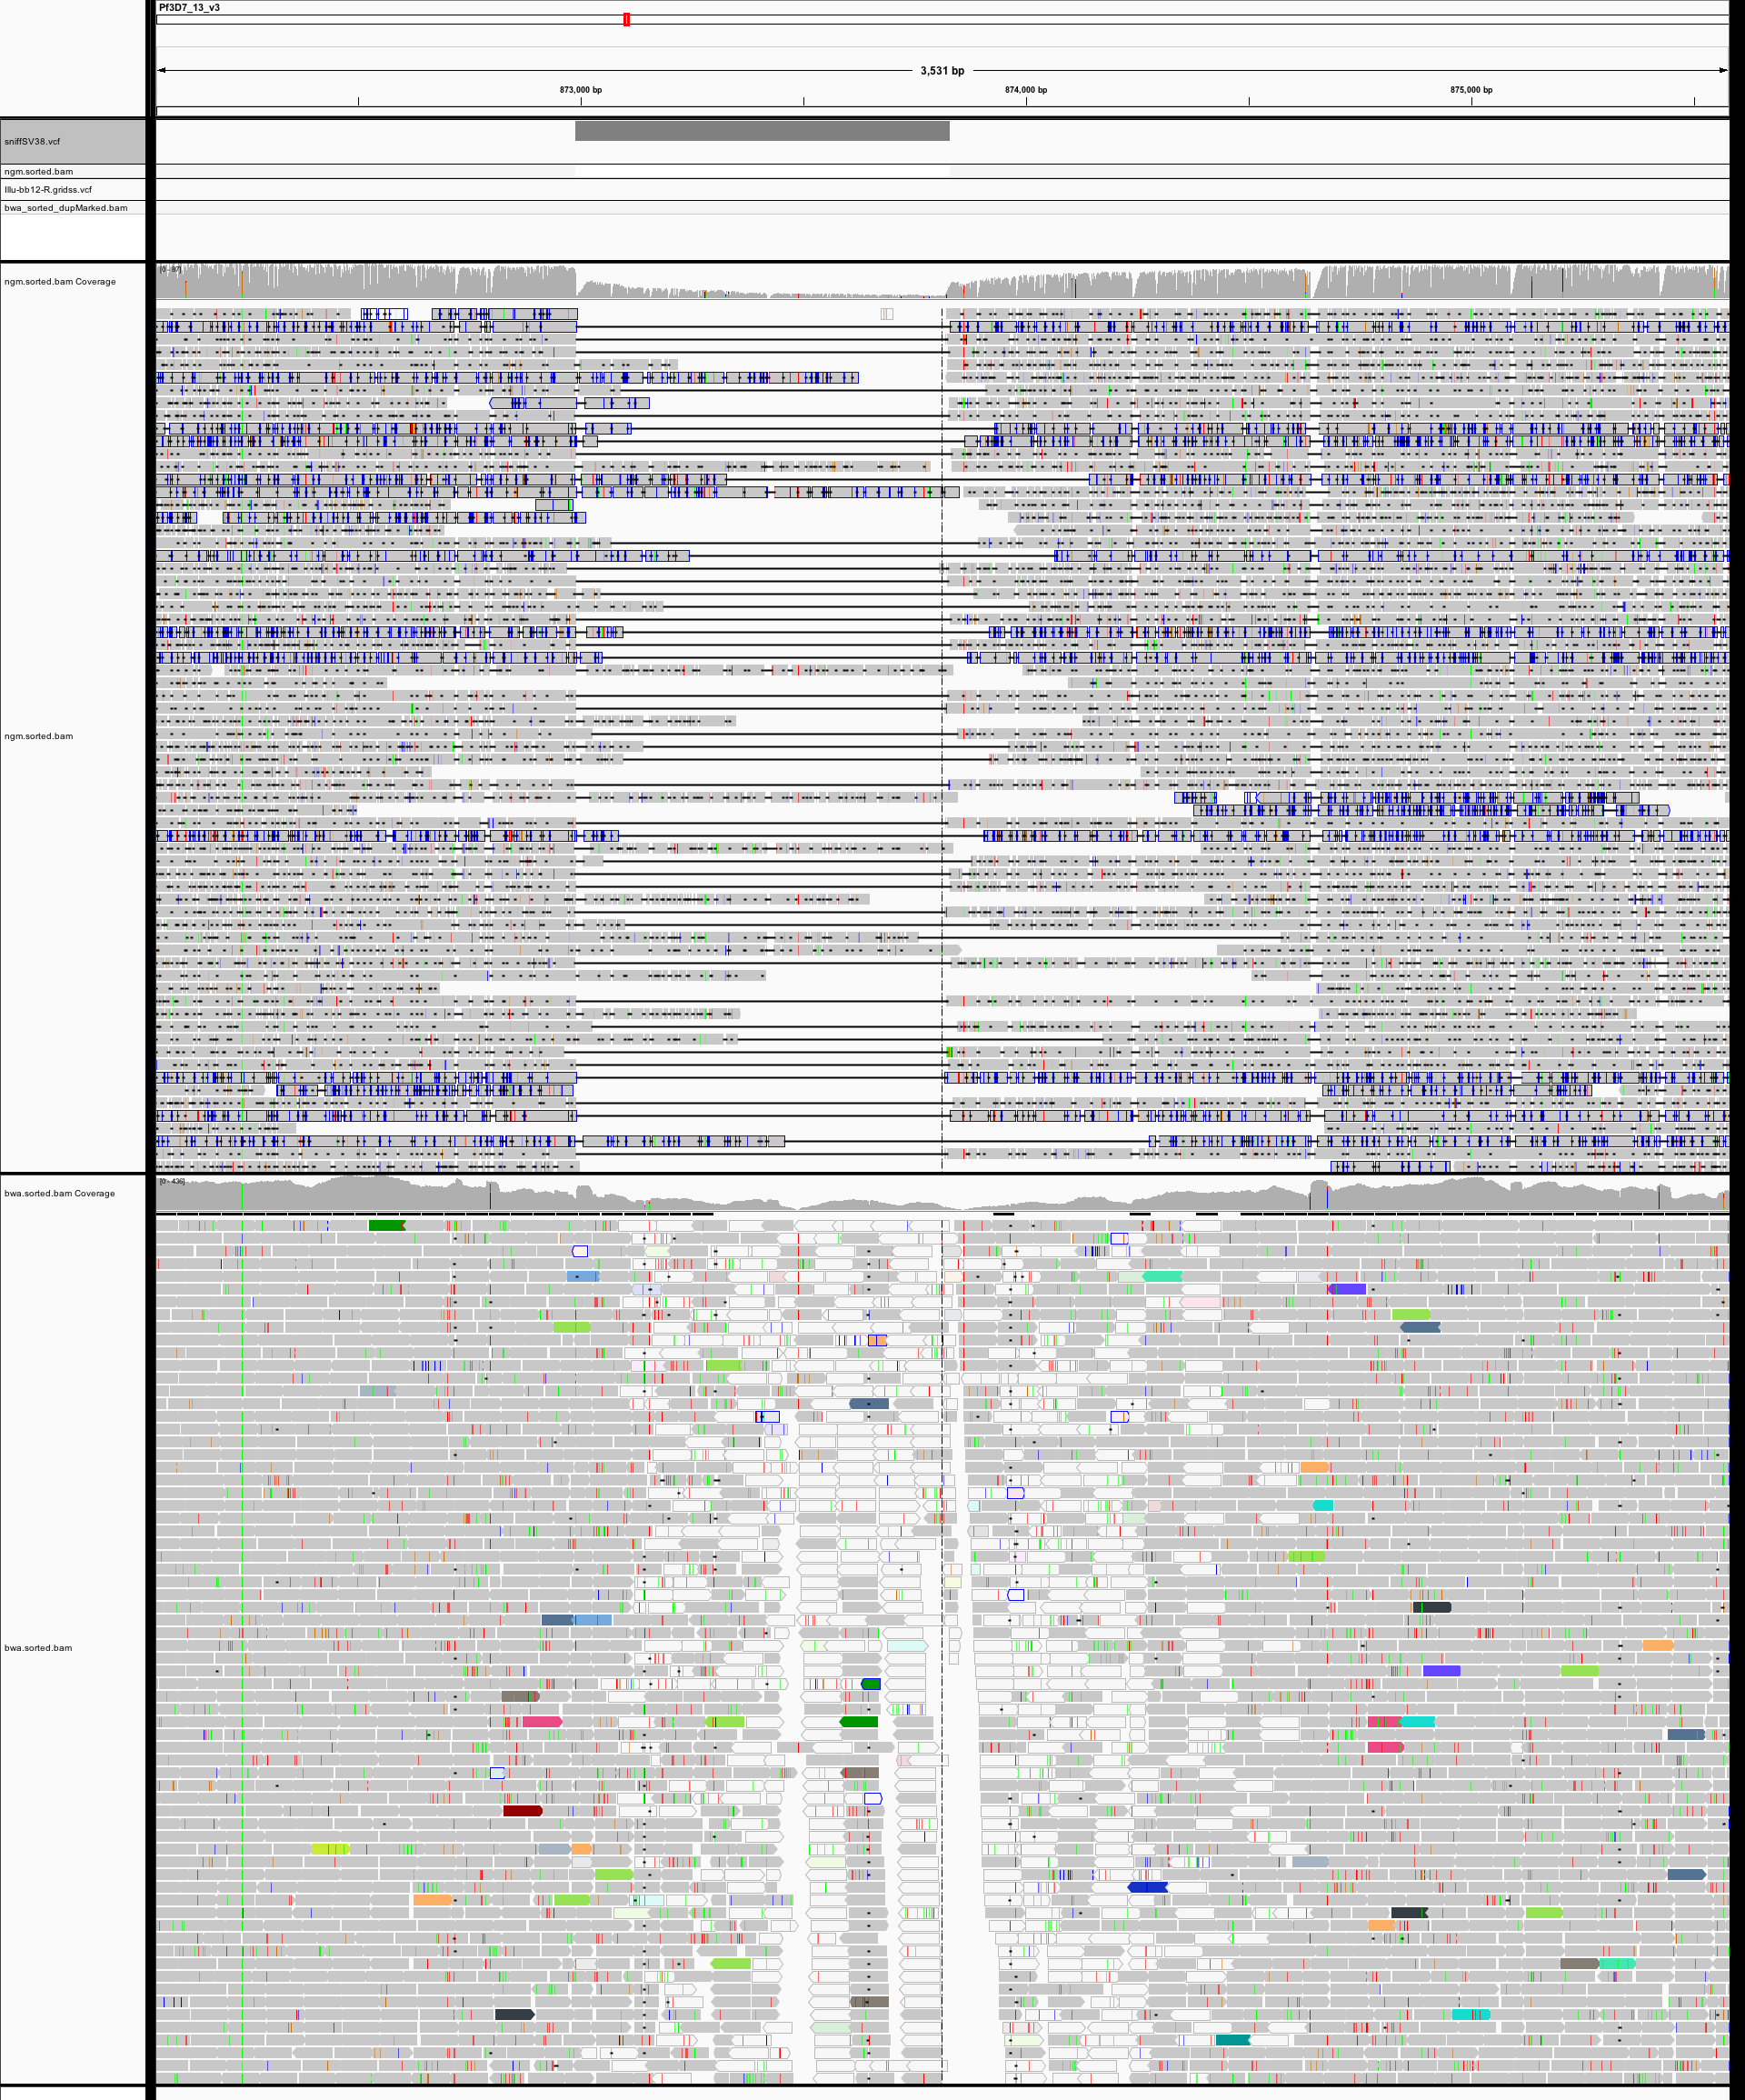 Pf3D7_13_v3
3,531 bp
873,000 bp
874,000 bp
875,000 bp
sniffSV38.vcf
ngm.sorted.bam
Illu-bb12-R.gridss.vcf
bwa_sorted_dupMarked.bam
[0 - 87]
ngm.sorted.bam Coverage
ngm.sorted.bam
[0 - 436]
bwa.sorted.bam Coverage
bwa.sorted.bam